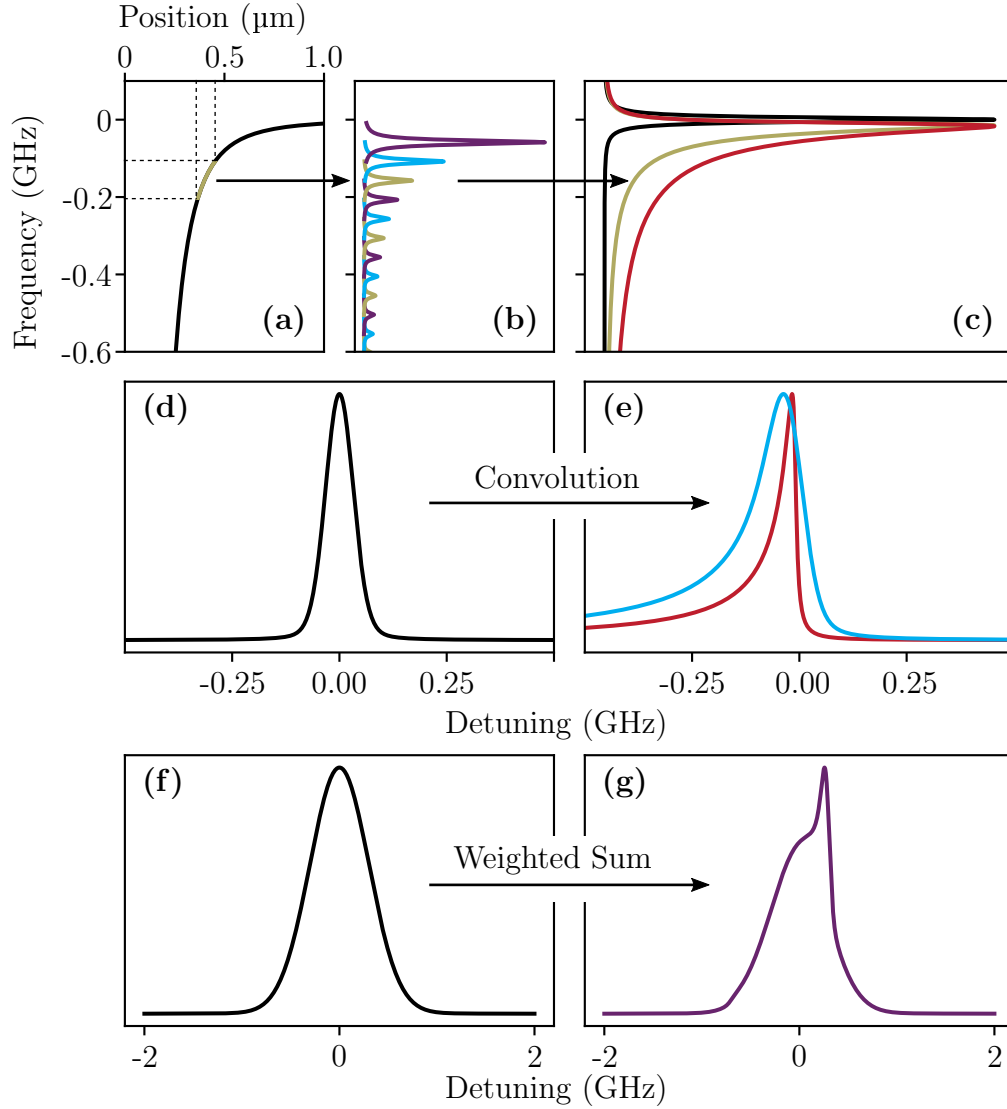 Position (µm)
0 0.5 1.0
Frequency (GHz)
0
-0.2
-0.4
-0.6
(a)
(b)
(c)
(d)
(e)
Convolution
-0.25 0.00 0.25
-0.25 0.00 0.25
Detuning (GHz)
(f)
(g)
Weighted Sum
-2 0 2
-2 0 2
Detuning (GHz)